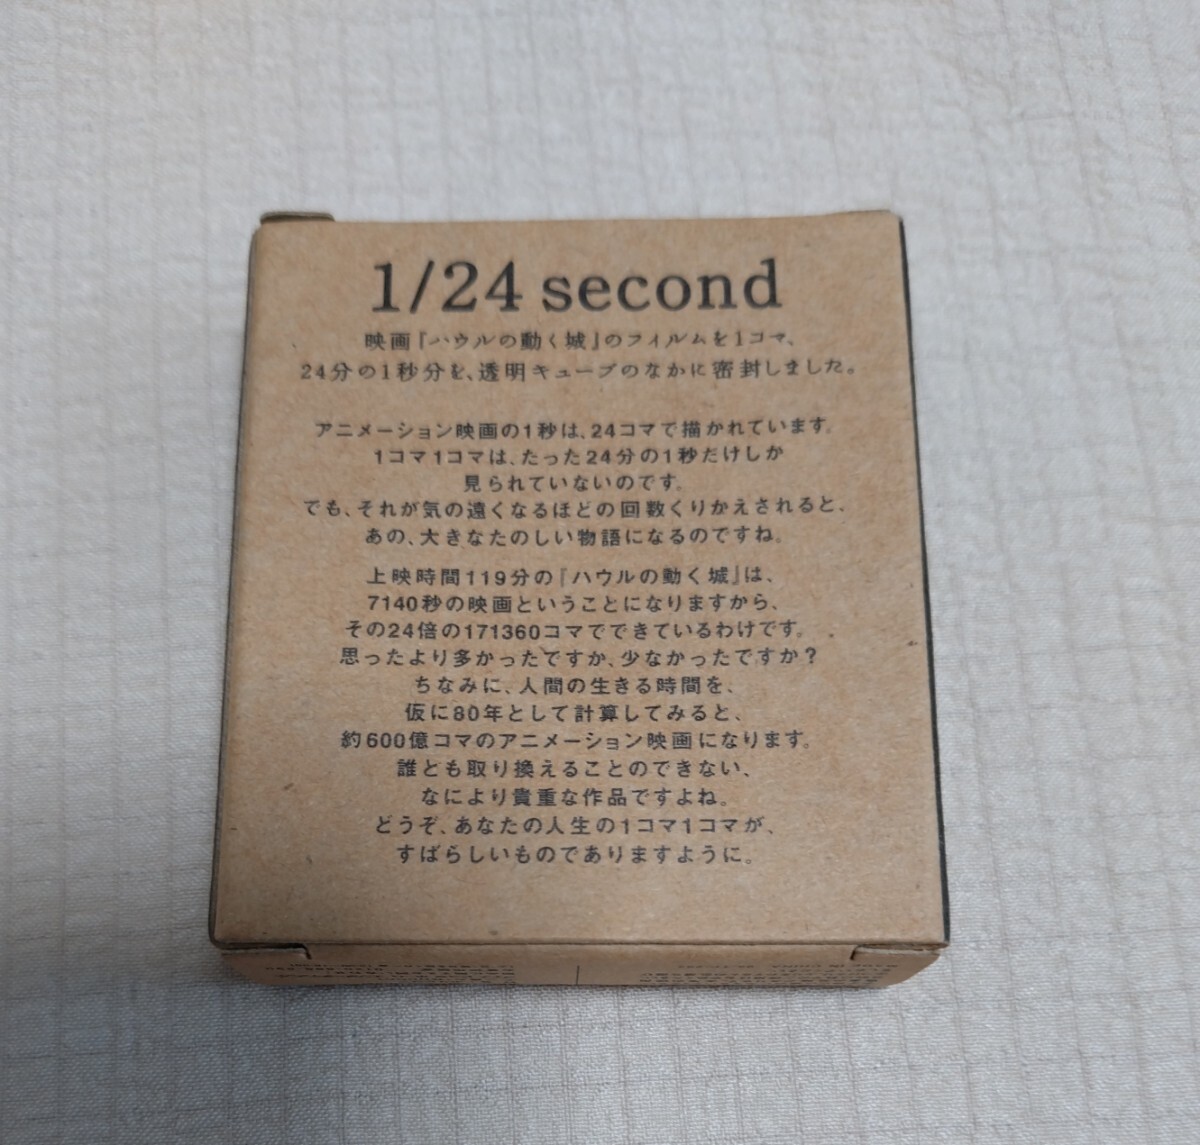 1/24 second
映画『ハウルの動く城』のフィルムを1コマ、
24分の1秒分を、透明キューブのなかに密封しました。
アニメーション映画の1秒は、24コマで描かれています。
1コマ1コマは、たった24分の1秒だけしか
見られていないのです。
でも、それが気の遠くなるほどの回数くりかえされると、
あの、大きなたのしい物語になるのですね。
上映時間119分の『ハウルの動く城』は、
7140秒の映画ということになりますから、
その24倍の171360コマでできているわけです。
思ったより多かったですか、少なかったですか?
ちなみに、人間の生きる時間を、
仮に80年として計算してみると、
約600億コマのアニメーション映画になります。
誰とも取り換えることのできない、
なにより貴重な作品ですよね。
どうぞ、あなたの人生の1コマ1コマが、
すばらしいものでありますように。